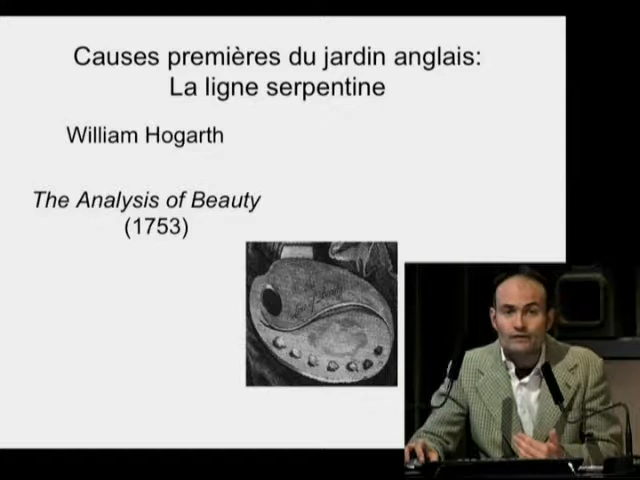 Causes premières du jardin anglais:
La ligne serpentine
William Hogarth
The Analysis of Beauty
(1753)